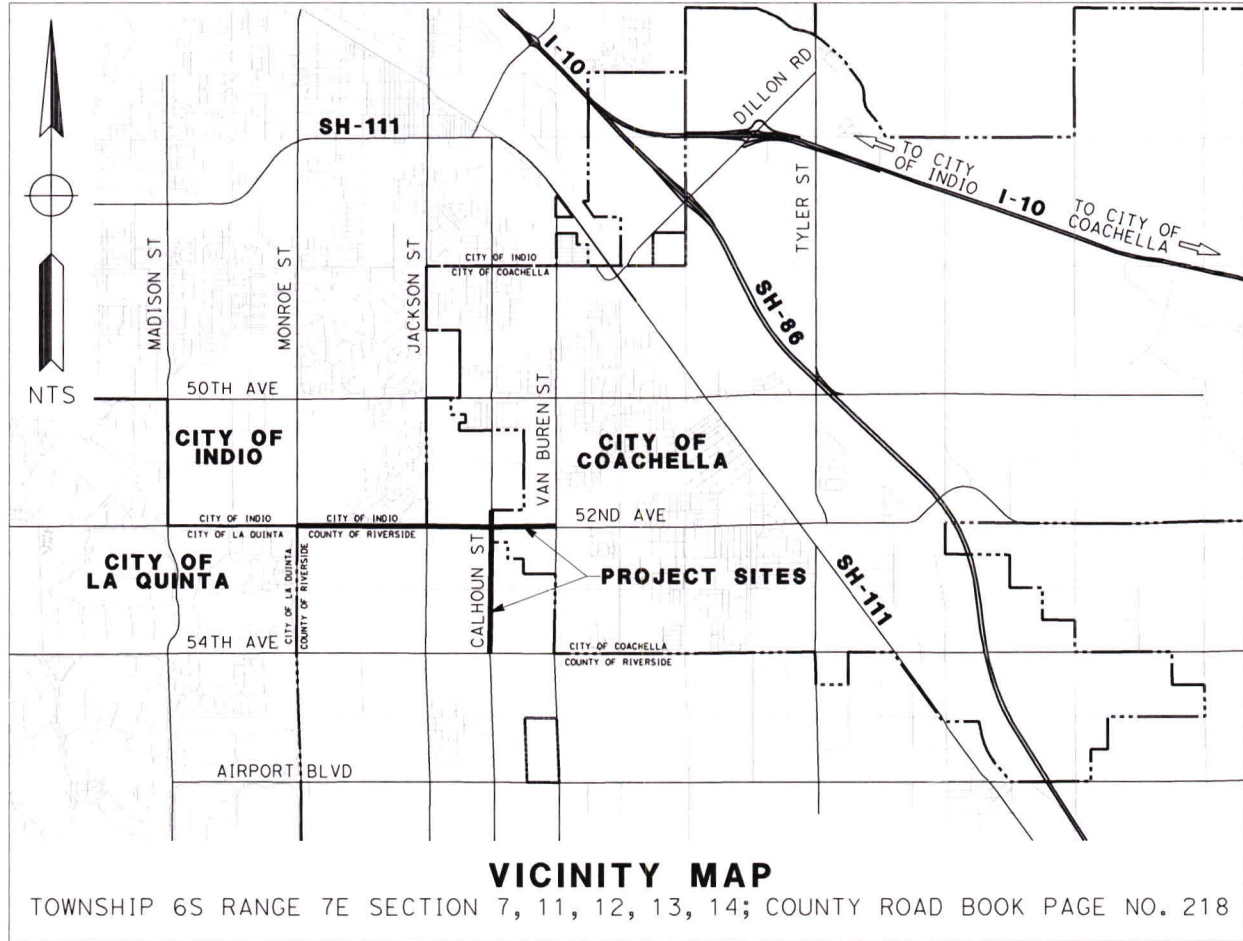 I-10
DILLON RD
SH-111
TO CITY
OF INDIO
I-10
TO CITY OF
COACHELLA
TYLER ST
MADISON ST
MONROE ST
JACKSON ST
CITY OF INDIO
CITY OF COACHELLA
SH-86
NTS
50TH AVE
VAN BUREN ST
CITY OF
INDIO
CITY OF
COACHELLA
CITY OF INDIO
CITY OF LA QUINTA
CITY OF INDIO
COUNTY OF RIVERSIDE
52ND AVE
CITY OF
LA QUINTA
CITY OF LA QUINTA
COUNTY OF RIVERSIDE
CALHOUN ST
PROJECT SITES
SH-111
54TH AVE
CITY OF COACHELLA
COUNTY OF RIVERSIDE
AIRPORT BLVD
VICINITY MAP
TOWNSHIP 6S RANGE 7E SECTION 7, 11, 12, 13, 14; COUNTY ROAD BOOK PAGE NO. 218